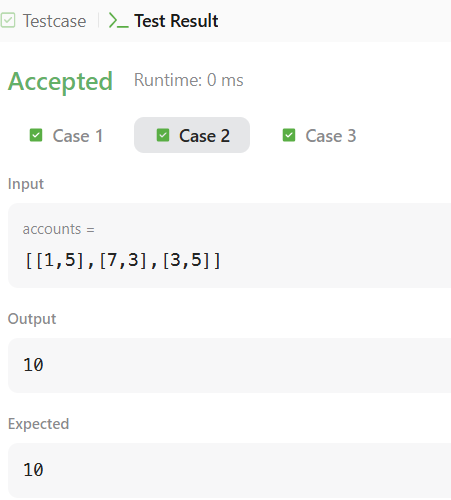 Testcase >_ Test Result
Accepted Runtime: 0 ms
Case 1 Case 2 Case 3
Input
accounts =
[[1,5],[7,3],[3,5]]
Output
10
Expected
10